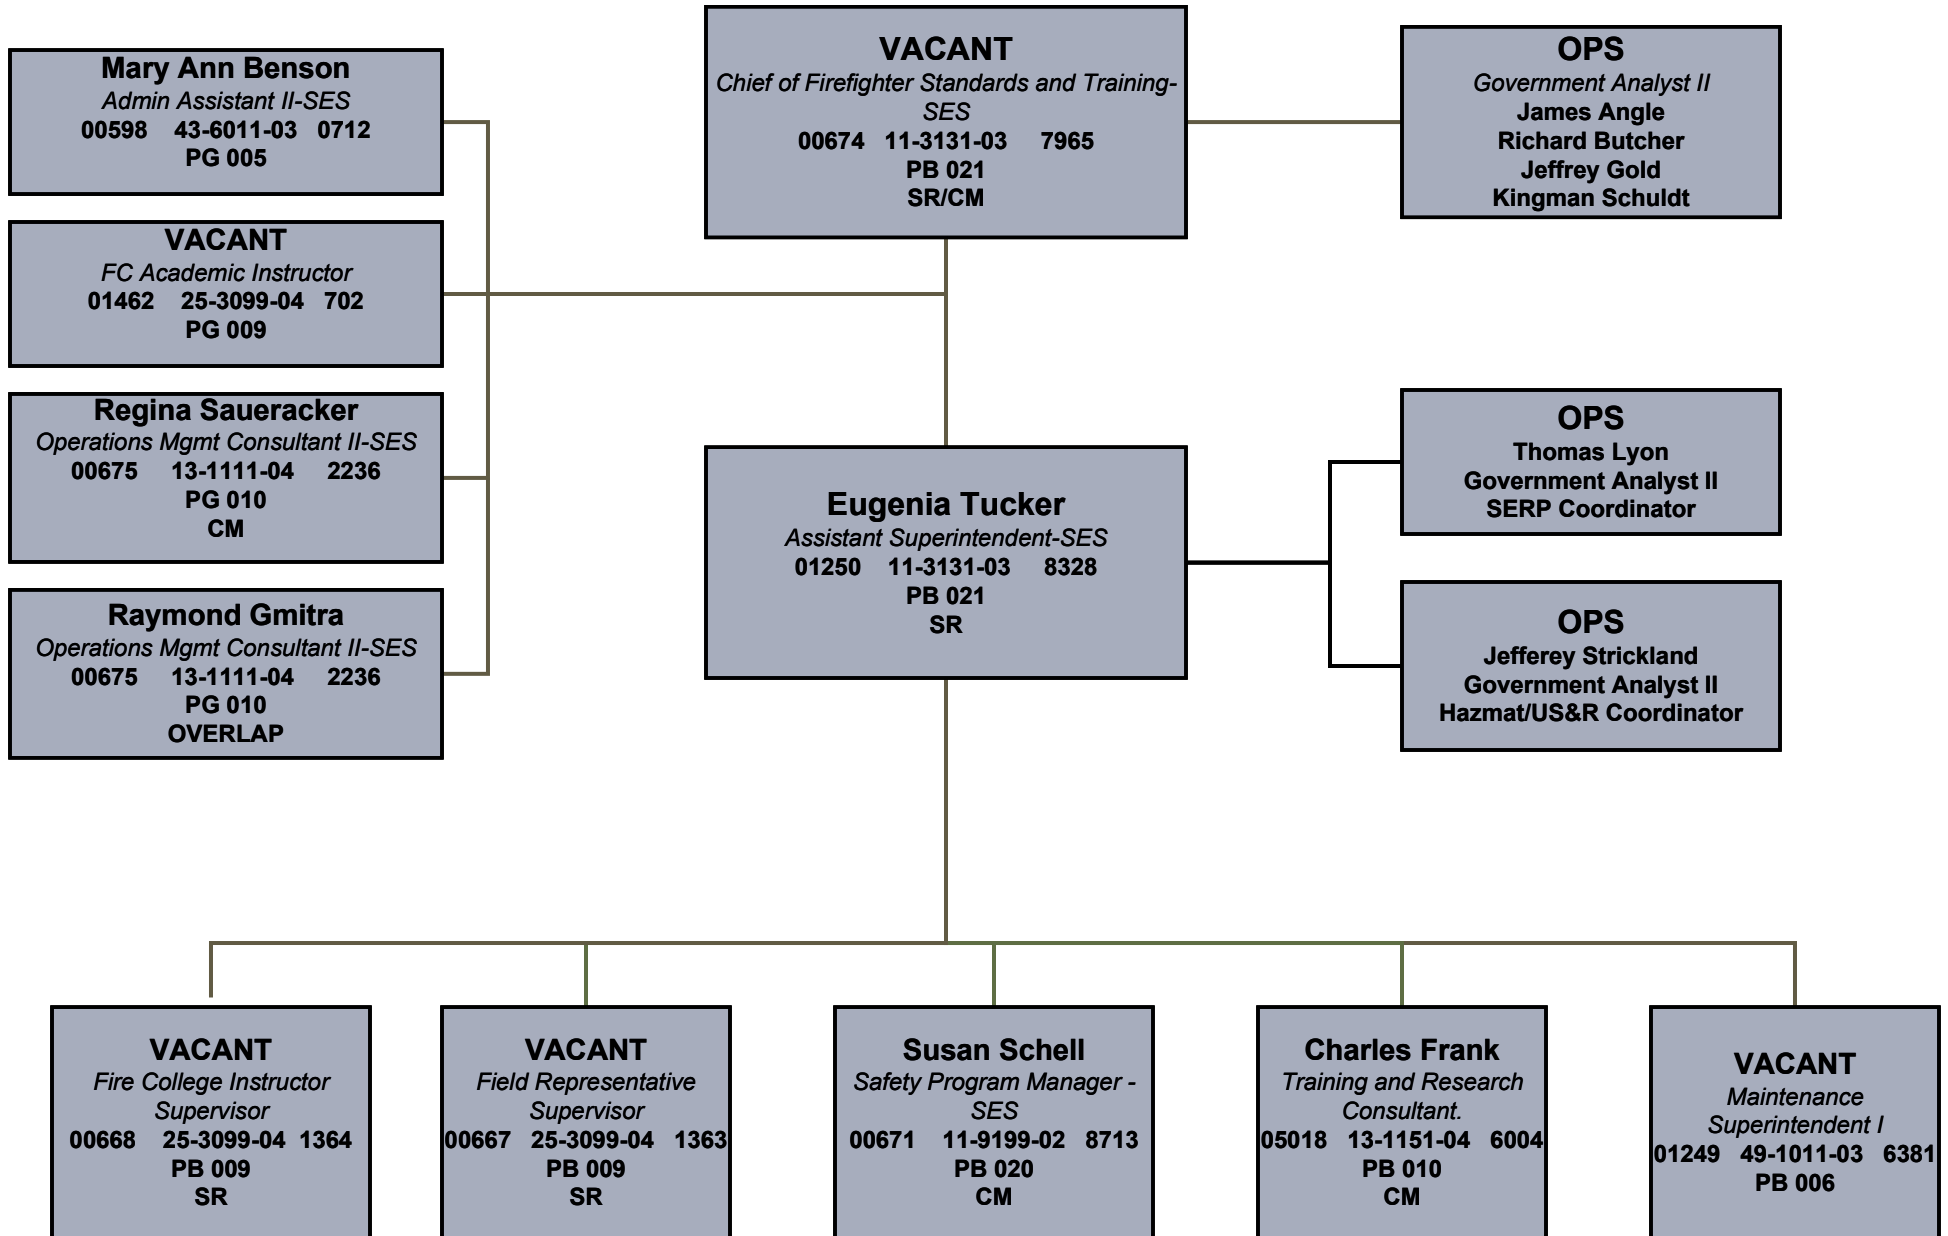 VACANT
Chief of Firefighter Standards and Training-
SES
00674 11-3131-03 7965
PB 021
SR/CM
OPS
Government Analyst II
James Angle
Richard Butcher
Jeffrey Gold
Kingman Schuldt
Mary Ann Benson
Admin Assistant II-SES
00598 43-6011-03 0712
PG 005
VACANT
FC Academic Instructor
01462 25-3099-04 702
PG 009
Regina Saueracker
Operations Mgmt Consultant II-SES
00675 13-1111-04 2236
PG 010
CM
Raymond Gmitra
Operations Mgmt Consultant II-SES
00675 13-1111-04 2236
PG 010
OVERLAP
Eugenia Tucker
Assistant Superintendent-SES
01250 11-3131-03 8328
PB 021
SR
OPS
Thomas Lyon
Government Analyst II
SERP Coordinator
OPS
Jefferey Strickland
Government Analyst II
Hazmat/US&R Coordinator
VACANT
Fire College Instructor
Supervisor
00668 25-3099-04 1364
PB 009
SR
VACANT
Field Representative
Supervisor
00667 25-3099-04 1363
PB 009
SR
Susan Schell
Safety Program Manager -
SES
00671 11-9199-02 8713
PB 020
CM
Charles Frank
Training and Research
Consultant.
05018 13-1151-04 6004
PB 010
CM
VACANT
Maintenance
Superintendent I
01249 49-1011-03 6381
PB 006